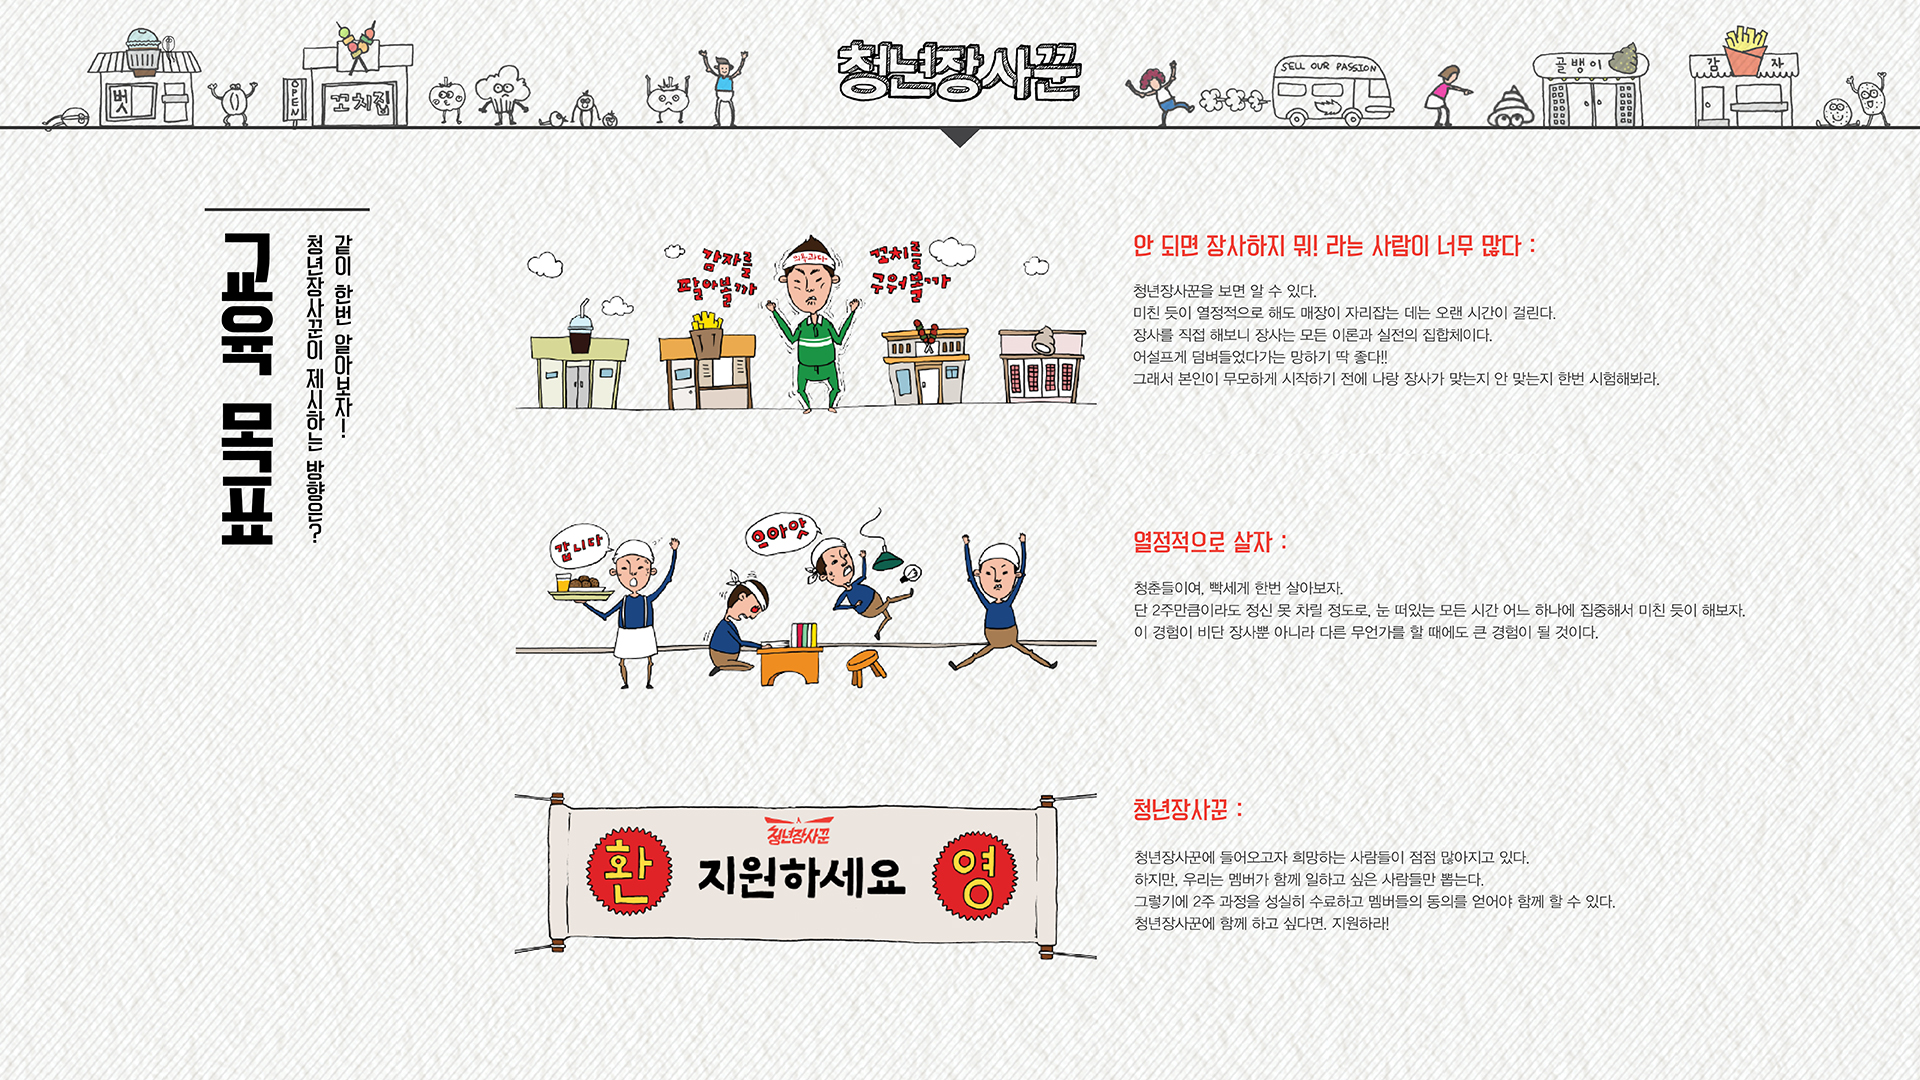 벗
OPEN
꼬치집
청년장사꾼
SELL OUR PASSION
골뱅이
감 자
교육 목표
같이 한번 알아보자!
청년장사꾼이 제시하는 방향은?
감자를
팔아볼까
꼬치를
구워볼까
안 되면 장사하지 뭐! 라는 사람이 너무 많다 :
청년장사꾼을 보면 알 수 있다.
미친 듯이 열정적으로 해도 매장이 자리잡는 데는 오랜 시간이 걸린다.
장사를 직접 해보니 장사는 모든 이론과 실전의 집합체이다.
어설프게 덤벼들었다가는 망하기 딱 좋다!!
그래서 본인이 무모하게 시작하기 전에 나랑 장사가 맞는지 안 맞는지 한번 시험해봐라.
갑니다
으아앗
열정적으로 살자 :
청춘들이여, 빡세게 한번 살아보자.
단 2주만큼이라도 정신 못 차릴 정도로, 눈 떠있는 모든 시간 어느 하나에 집중해서 미친 듯이 해보자.
이 경험이 비단 장사뿐 아니라 다른 무언가를 할 때에도 큰 경험이 될 것이다.
청년장사꾼
환 지원하세요 영
청년장사꾼 :
청년장사꾼에 들어오고자 희망하는 사람들이 점점 많아지고 있다.
하지만, 우리는 멤버가 함께 일하고 싶은 사람들만 뽑는다.
그렇기에 2주 과정을 성실히 수료하고 멤버들의 동의를 얻어야 함께 할 수 있다.
청년장사꾼에 함께 하고 싶다면, 지원하라!